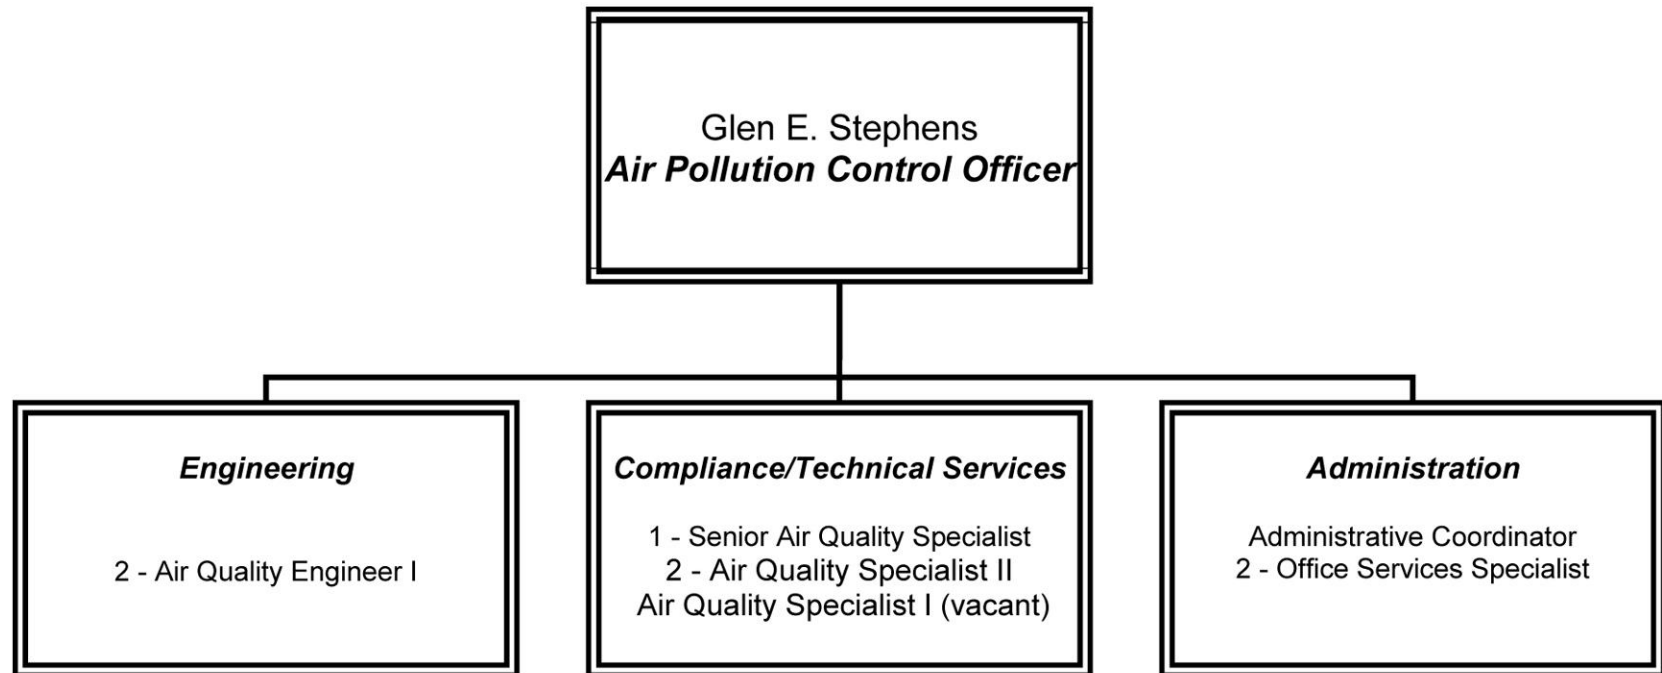 Glen E. Stephens
Air Pollution Control Officer
Engineering
2 - Air Quality Engineer I
Compliance/Technical Services
1 - Senior Air Quality Specialist
2 - Air Quality Specialist II
Air Quality Specialist I (vacant)
Administration
Administrative Coordinator
2 - Office Services Specialist